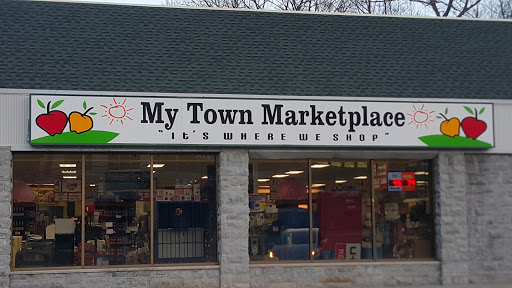 My Town Marketplace
"IT'S WHERE WE SHOP"